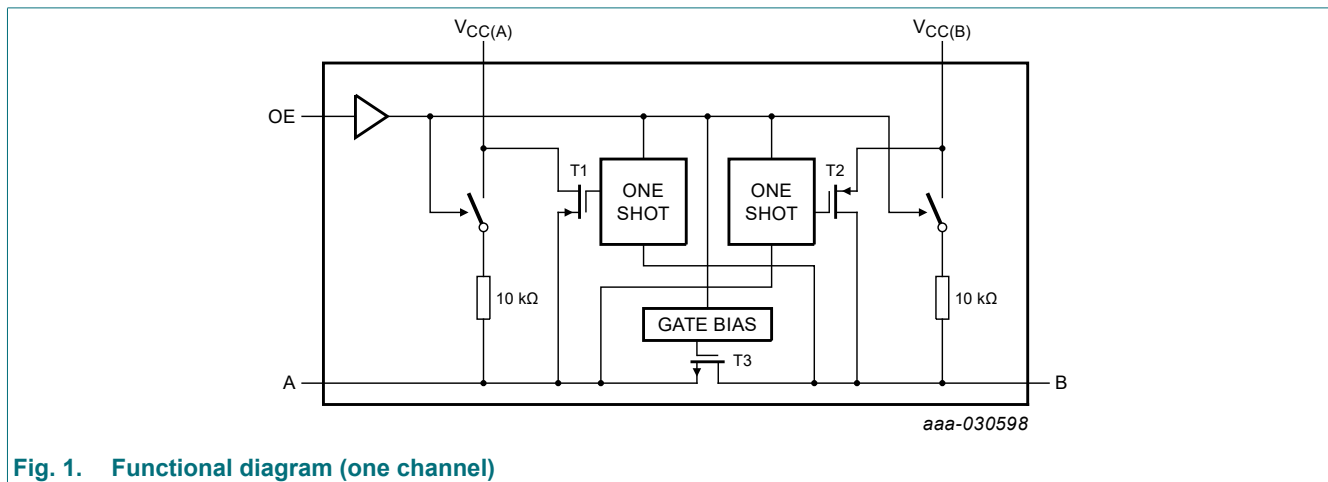 VCC(A)
VCC(B)
OE
T1
ONE
SHOT
ONE
SHOT
T2
10 kΩ
10 kΩ
GATE BIAS
T3
A
B
aaa-030598
Fig. 1. Functional diagram (one channel)